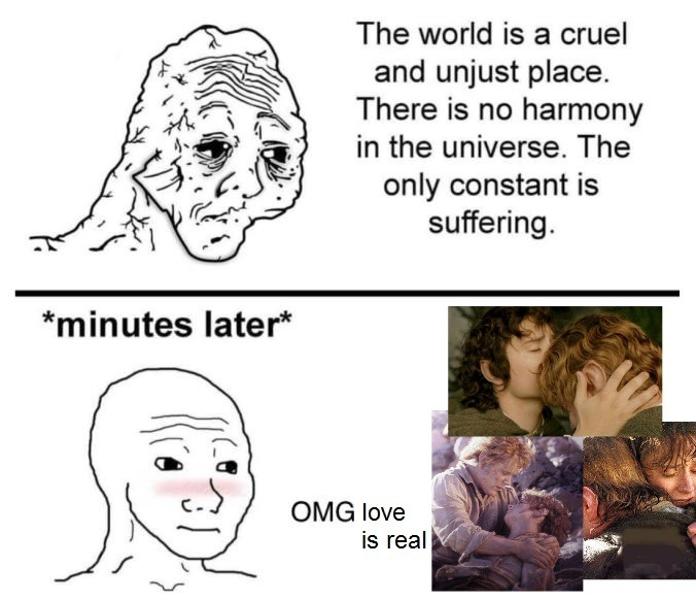 The world is a cruel
and unjust place.
There is no harmony
in the universe. The
only constant is
suffering.
*minutes later*
OMG love
is real